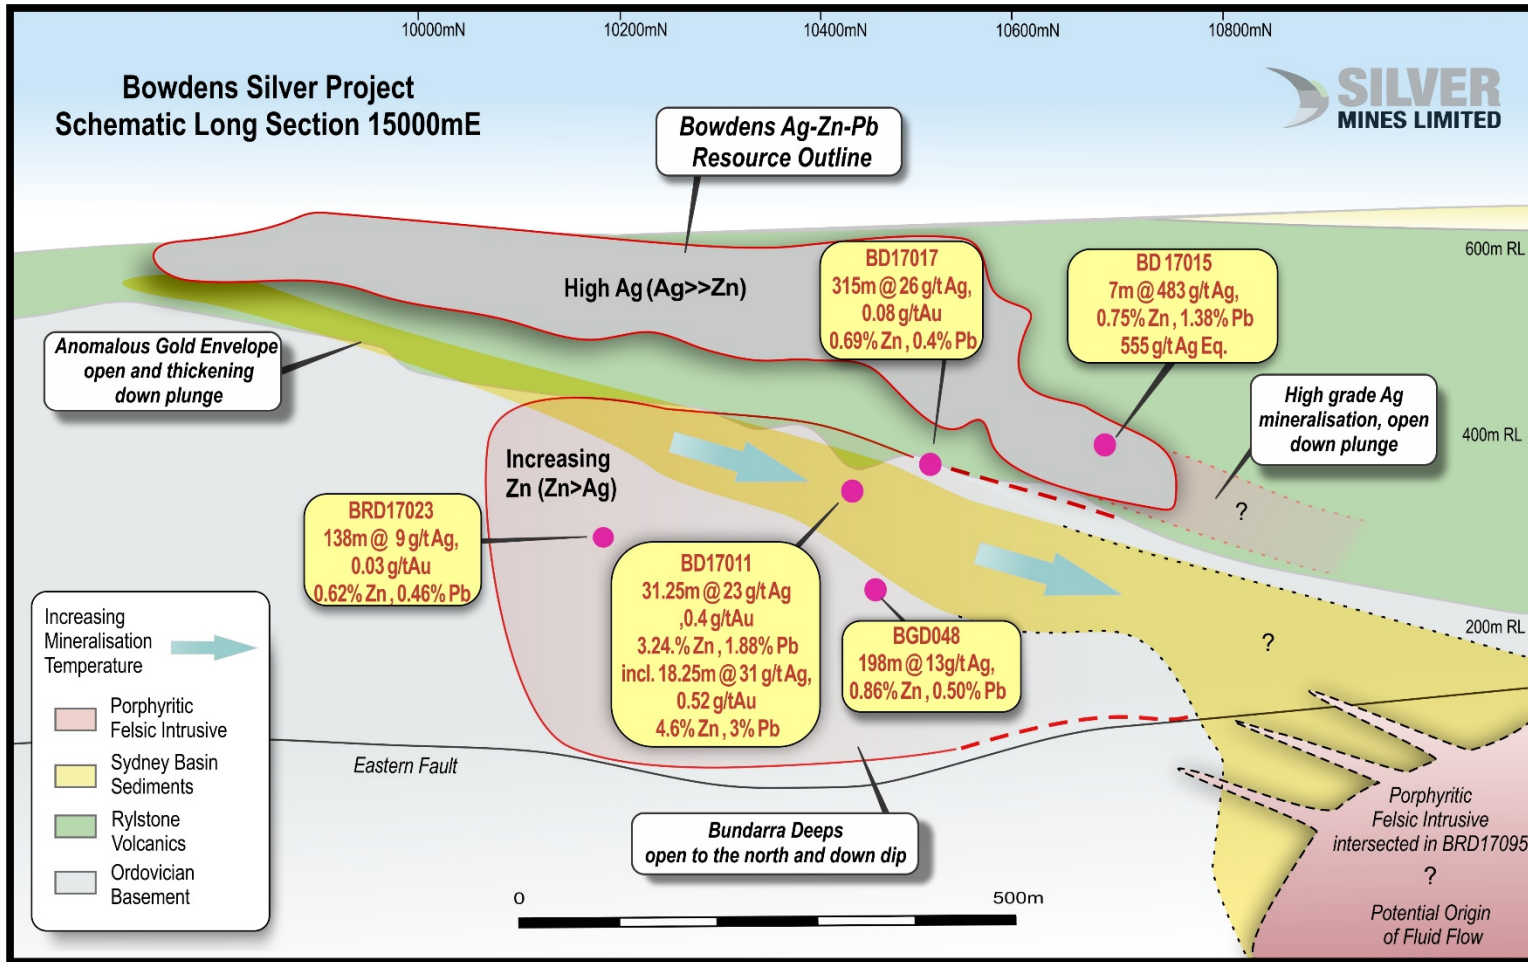 10000mN
10200mN
10400mN
10600mN
10800mN
Bowdens Silver Project
Schematic Long Section 15000mE
SILVER
MINES LIMITED
Bowdens Ag-Zn-Pb
Resource Outline
600m RL
High Ag (Ag>>Zn)
BD17017
315m @ 26 g/t Ag,
0.08 g/tAu
0.69% Zn , 0.4% Pb
BD 17015
7m @ 483 g/t Ag,
0.75% Zn , 1.38% Pb
555 g/t Ag Eq.
Anomalous Gold Envelope
open and thickening
down plunge
High grade Ag
mineralisation, open
down plunge
400m RL
Increasing
Zn (Zn>Ag)
?
BRD17023
138m @ 9 g/t Ag,
0.03 g/tAu
0.62% Zn , 0.46% Pb
BD17011
31.25m @ 23 g/t Ag
,0.4 g/tAu
3.24.% Zn , 1.88% Pb
incl. 18.25m @ 31 g/t Ag,
0.52 g/tAu
4.6% Zn , 3% Pb
BGD048
198m @ 13g/t Ag,
0.86% Zn , 0.50% Pb
200m RL
?
Increasing
Mineralisation
Temperature
Porphyritic
Felsic Intrusive
Sydney Basin
Sediments
Rylstone
Volcanics
Ordovician
Basement
Eastern Fault
Bundarra Deeps
open to the north and down dip
0
500m
Porphyritic
Felsic Intrusive
intersected in BRD17095
?
Potential Origin
of Fluid Flow